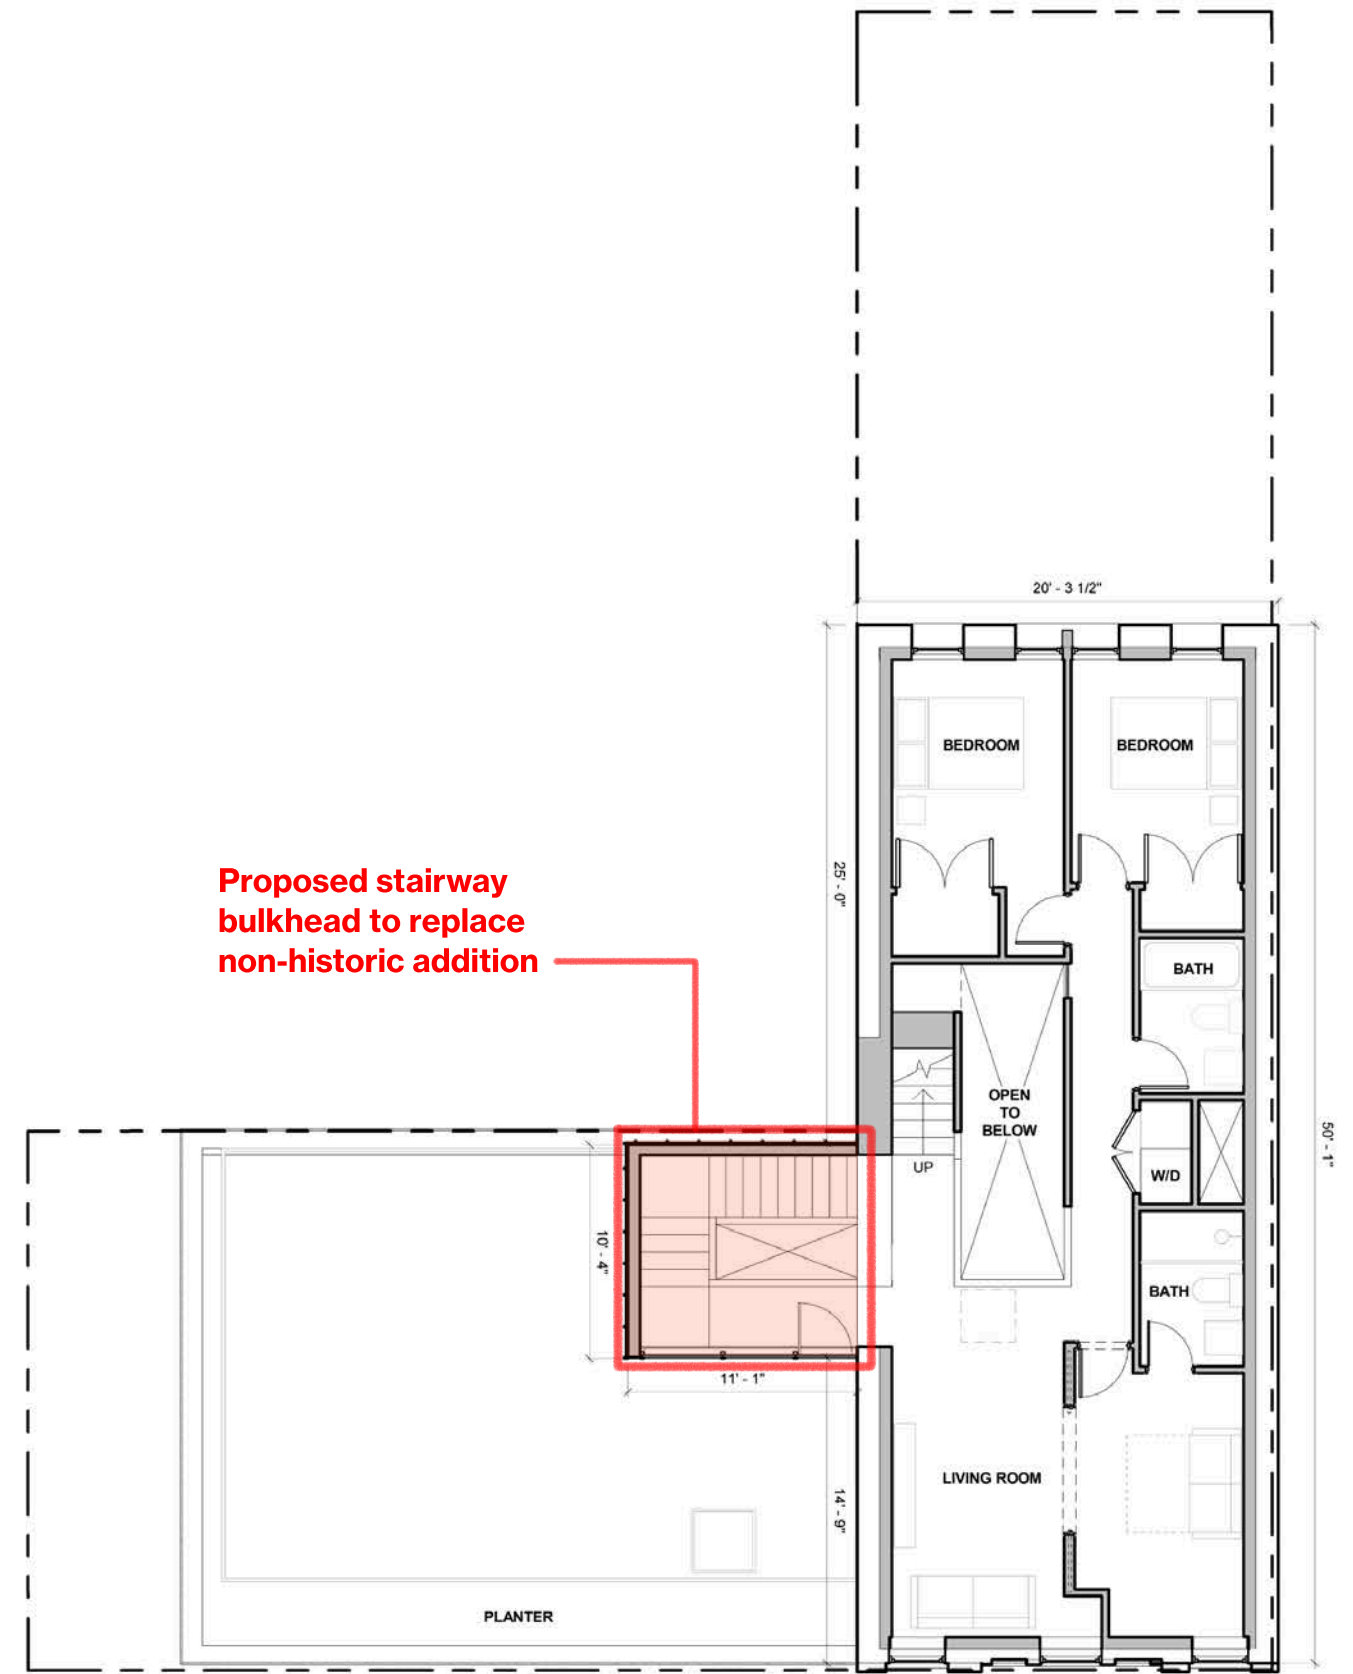 20' - 3 1/2"
BEDROOM
BEDROOM
25' - 0"
Proposed stairway
bulkhead to replace
non-historic addition
BATH
OPEN
TO
BELOW
50' - 1"
UP
W/D
10' - 4"
BATH
11' - 1"
LIVING ROOM
14' - 9"
PLANTER